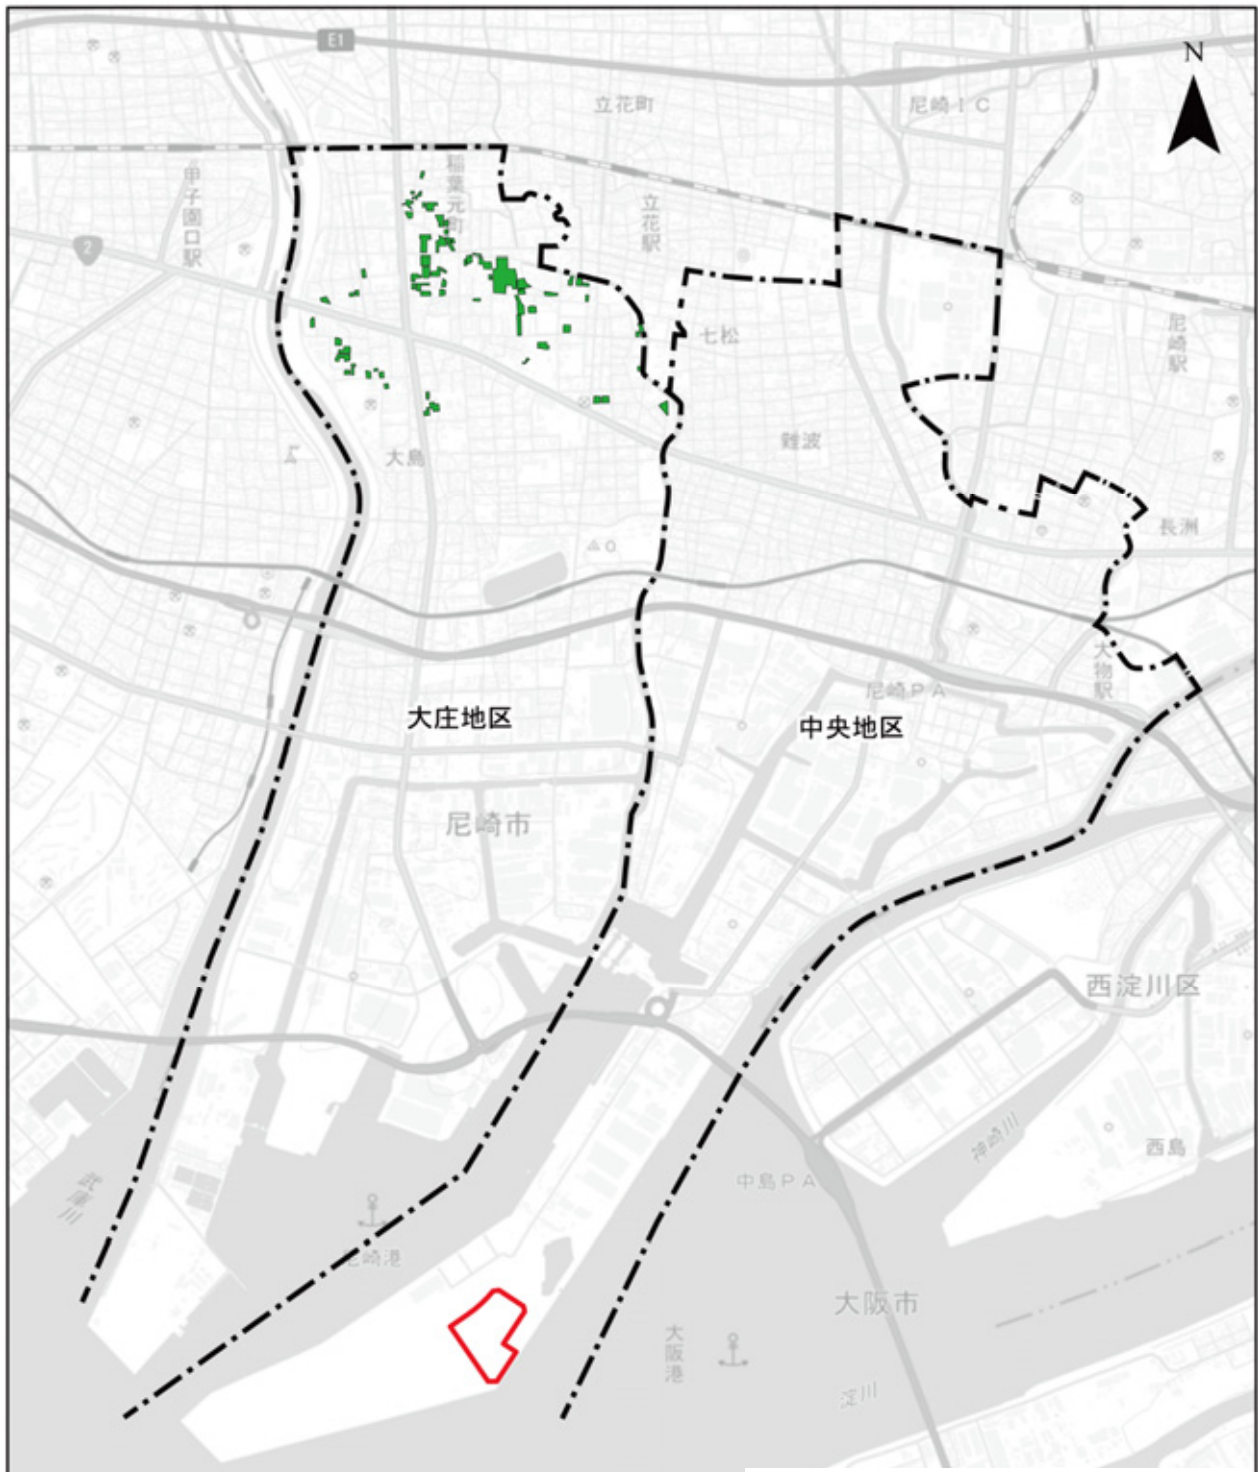 E1
N
立花町
尼崎IC
甲子園口駅
稲葉元町
立花駅
2
七松
尼崎駅
難波
大島
長洲
大物駅
尼崎PA
大庄地区
中央地区
尼崎市
西淀川区
神崎川
西島
中島PA
武庫川
尼崎港
大阪市
大阪港
淀川